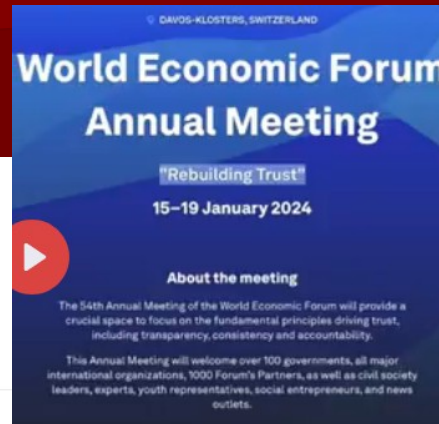 DAVOS-KLOSTERS, SWITZERLAND
World Economic Forum
Annual Meeting
"Rebuilding Trust"
15–19 January 2024
About the meeting
The 54th Annual Meeting of the World Economic Forum will provide a
crucial space to focus on the fundamental principles driving trust,
including transparency, consistency and accountability.
This Annual Meeting will welcome over 100 governments, all major
international organizations, 1000 Forum's Partners, as well as civil society
leaders, experts, youth representatives, social entrepreneurs, and news
outlets.